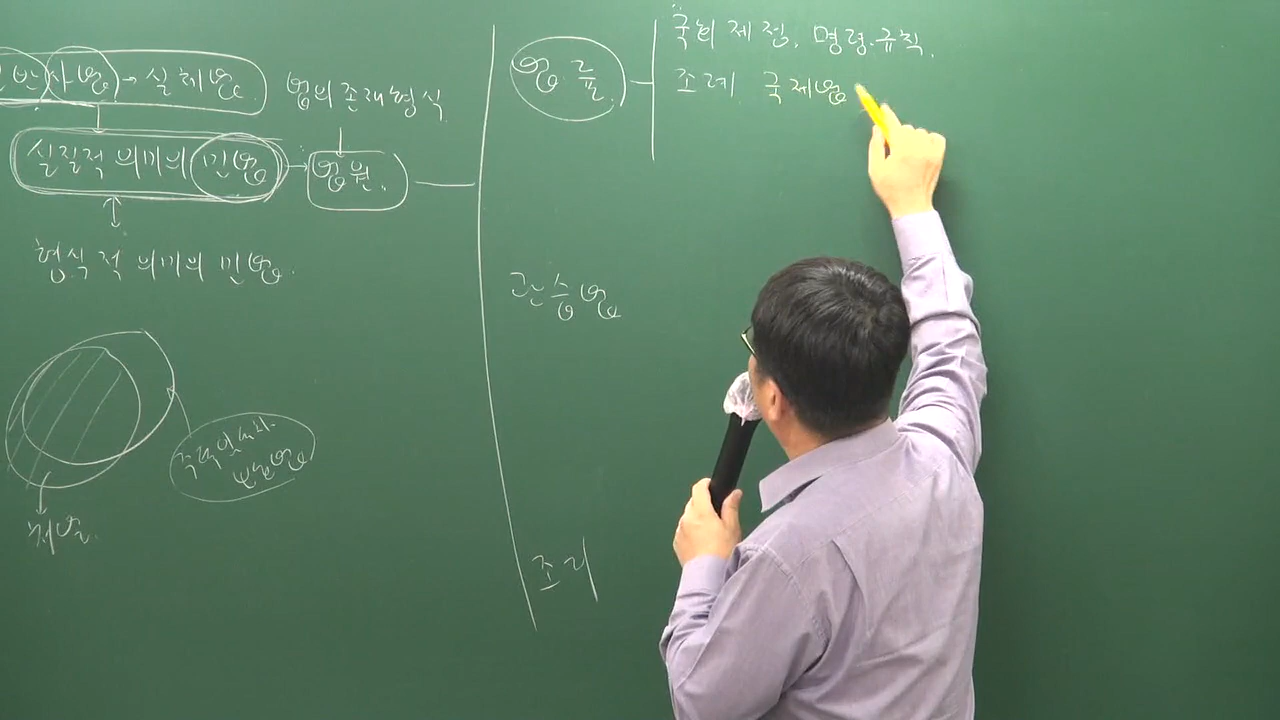 반사법 → 실체법
실질적 의미의 민법
형식적 의미의 민법.
법의 존재형식
법원.
법률.
국회 제정, 명령.규칙.
조례. 국제법
관습법
조리